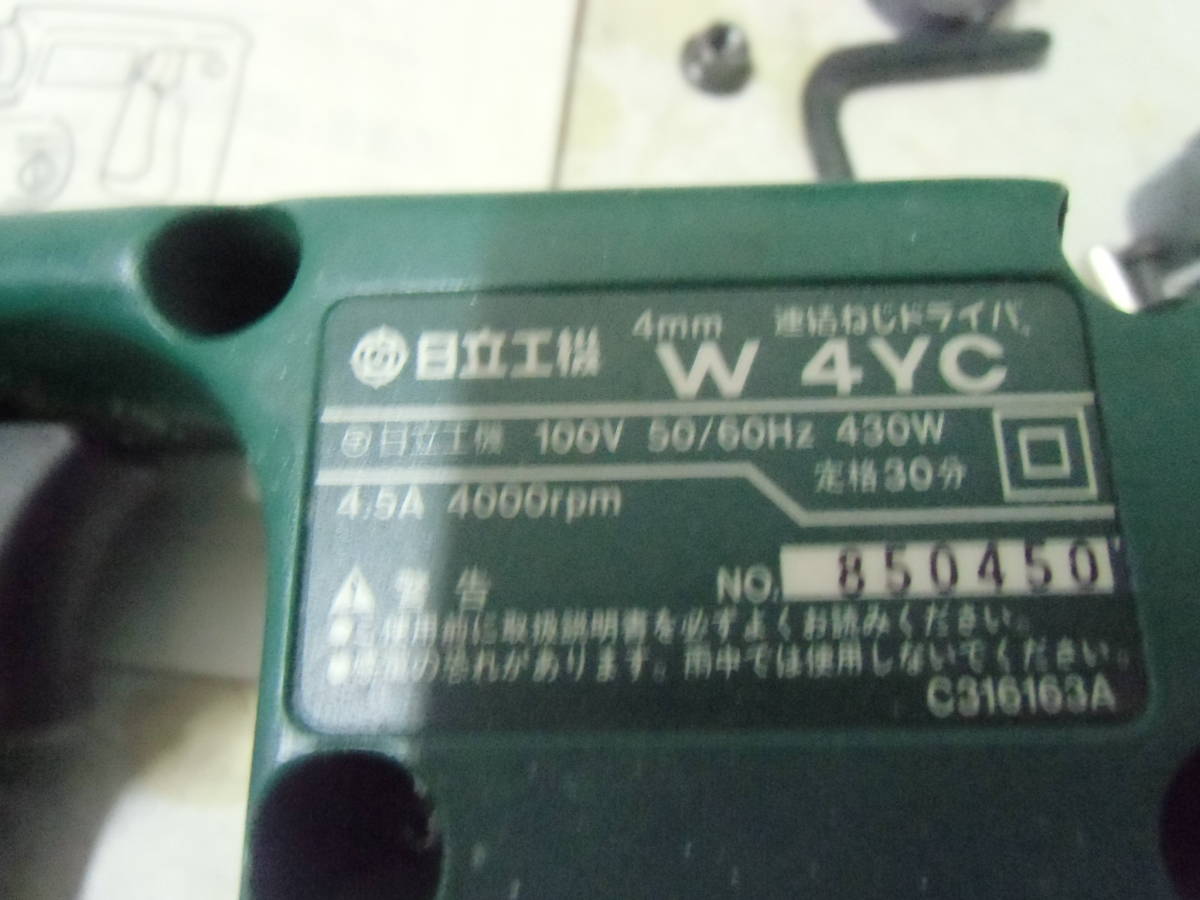 日立工機 4mm 連結ねじドライバ
W 4YC
日立工機 100V 50/60Hz 430W
定格30分
4.5A 4000rpm
警告 NO. 850450
●ご使用前に取扱説明書を必ずよくお読みください。
●感電の恐れがあります。雨中では使用しないでください。
C316163A